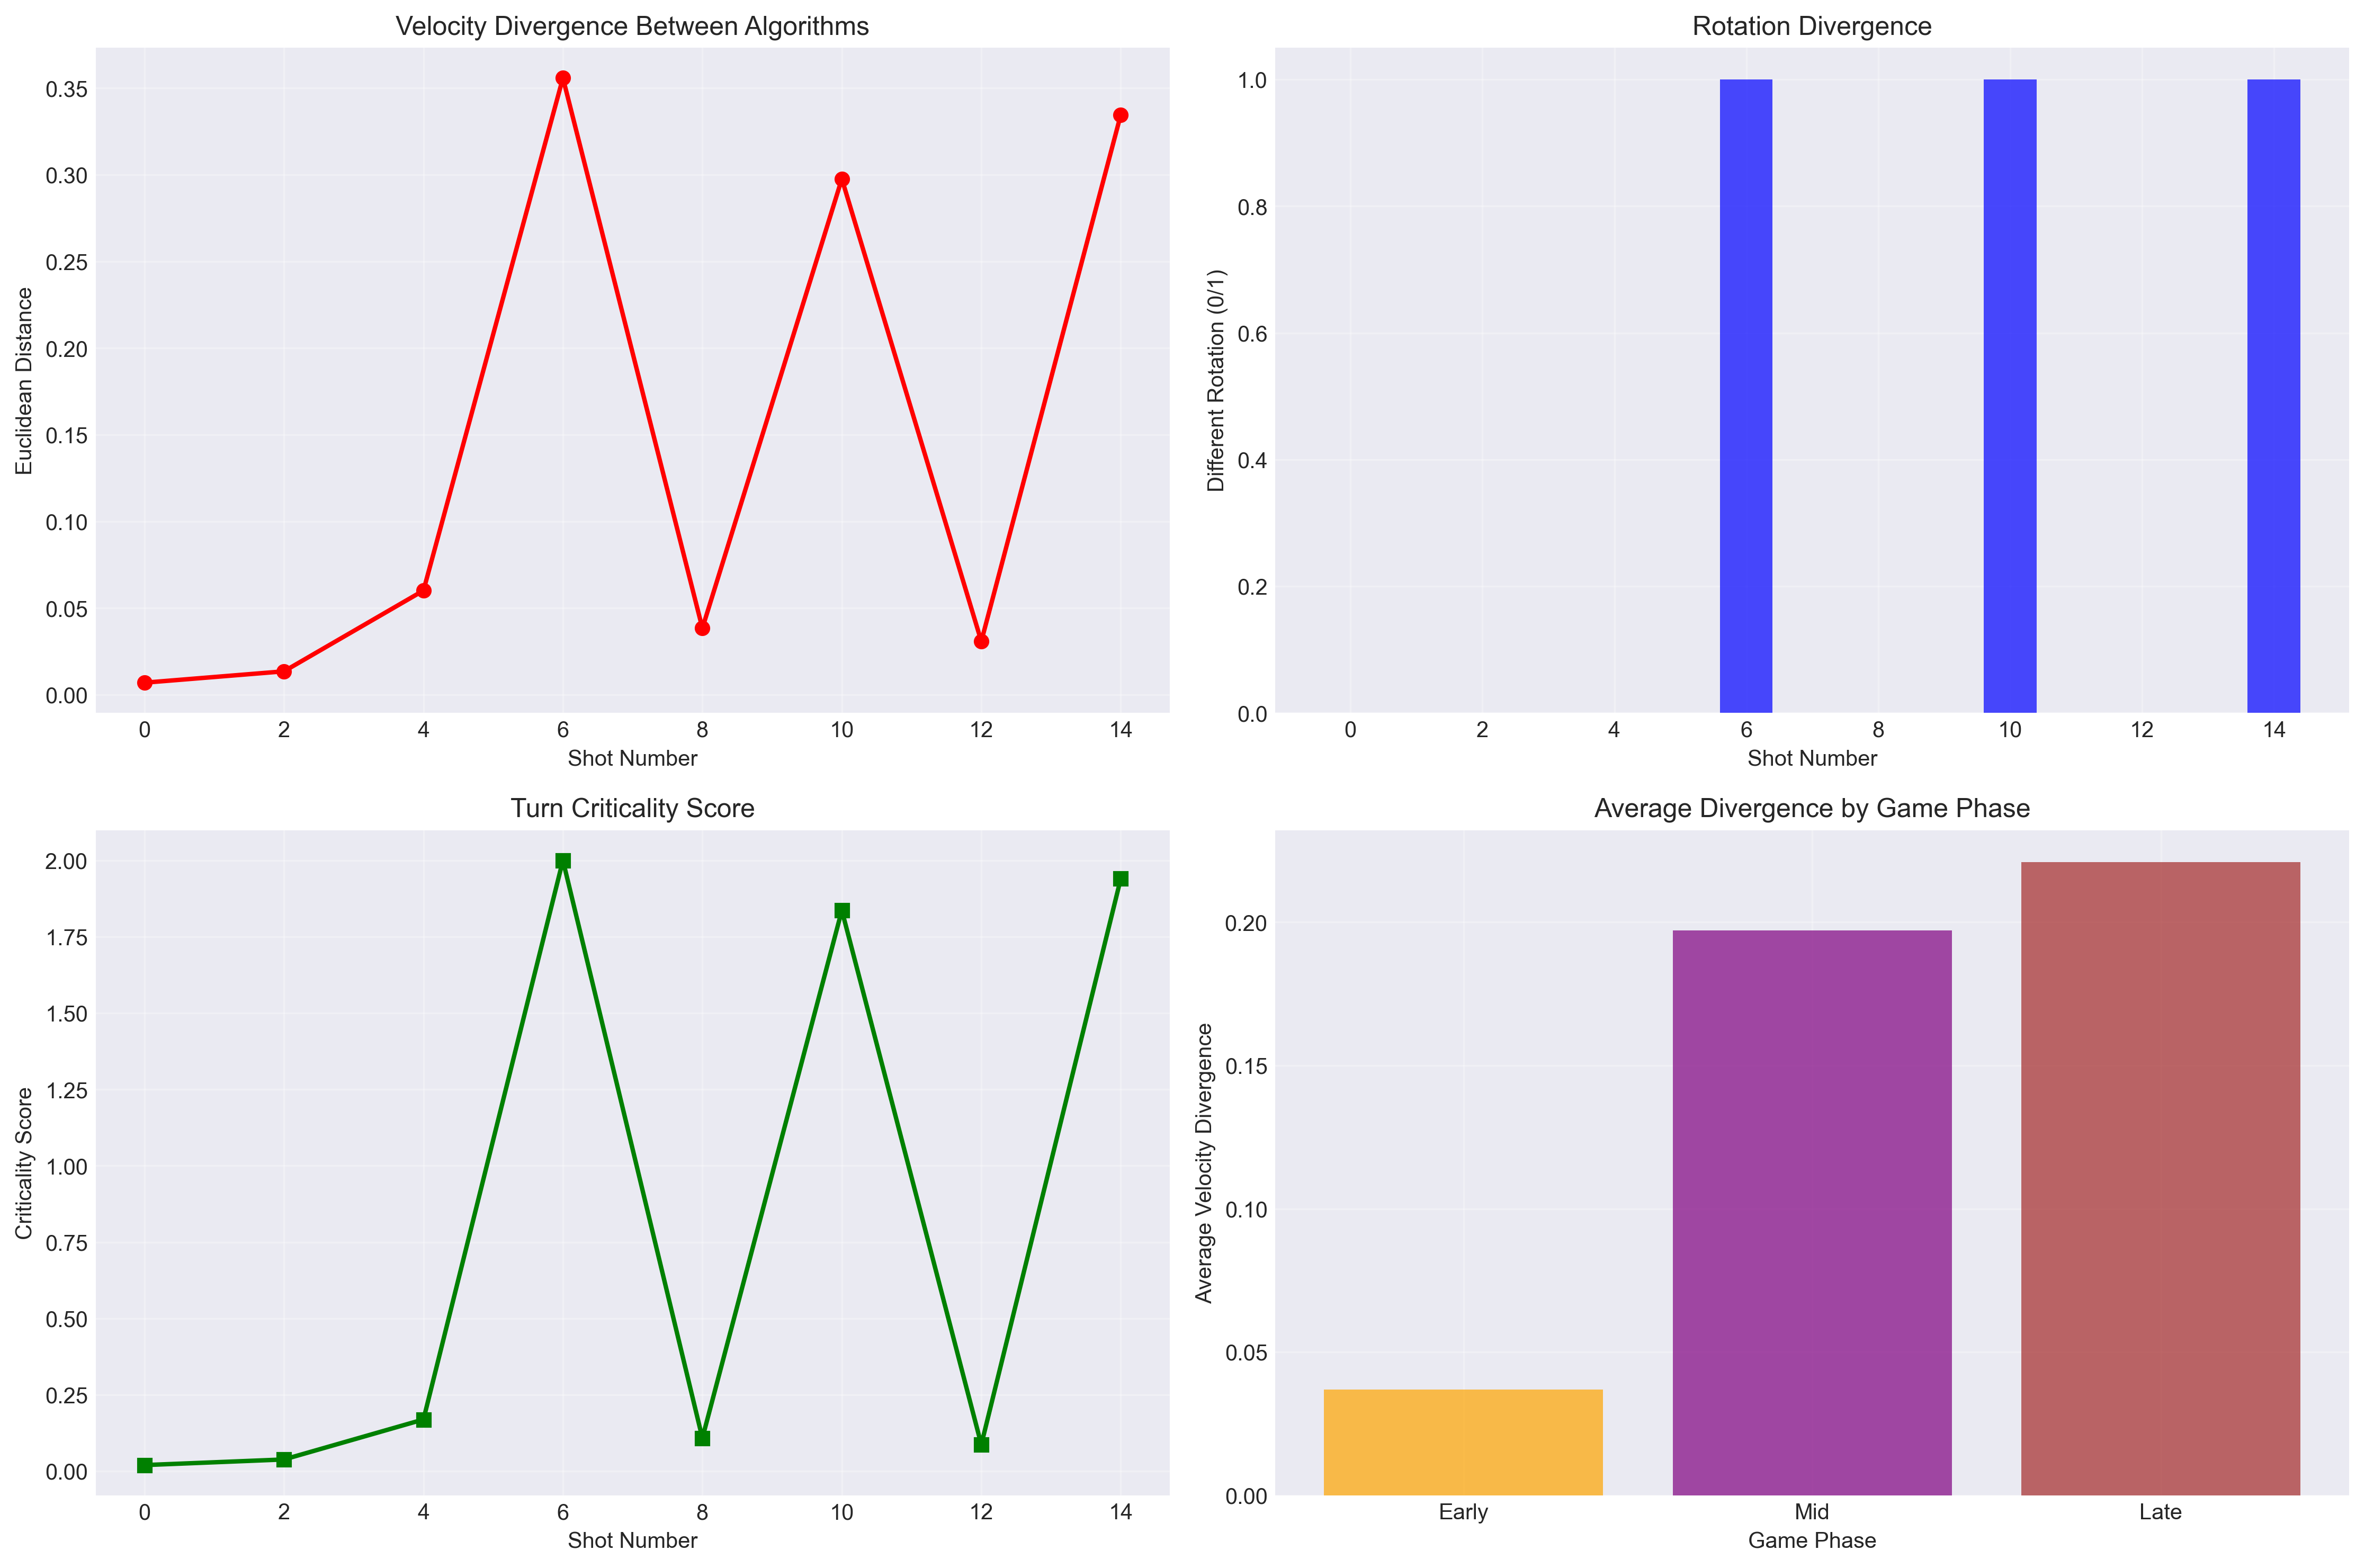 Velocity Divergence Between Algorithms
Euclidean Distance
0.35
0.30
0.25
0.20
0.15
0.10
0.05
0.00
0 2 4 6 8 10 12 14
Shot Number
Rotation Divergence
Different Rotation (0/1)
1.0
0.8
0.6
0.4
0.2
0.0
0 2 4 6 8 10 12 14
Shot Number
Turn Criticality Score
Criticality Score
2.00
1.75
1.50
1.25
1.00
0.75
0.50
0.25
0.00
0 2 4 6 8 10 12 14
Shot Number
Average Divergence by Game Phase
Average Velocity Divergence
0.20
0.15
0.10
0.05
0.00
Early Mid Late
Game Phase